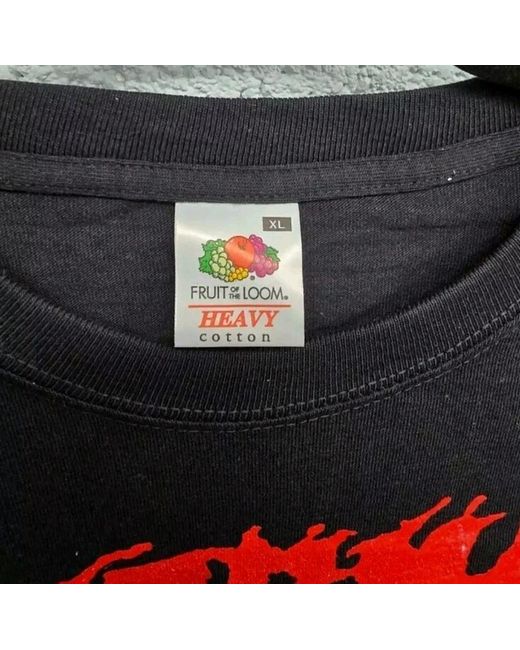 XL
FRUIT OF THE LOOM®
HEAVY
cotton